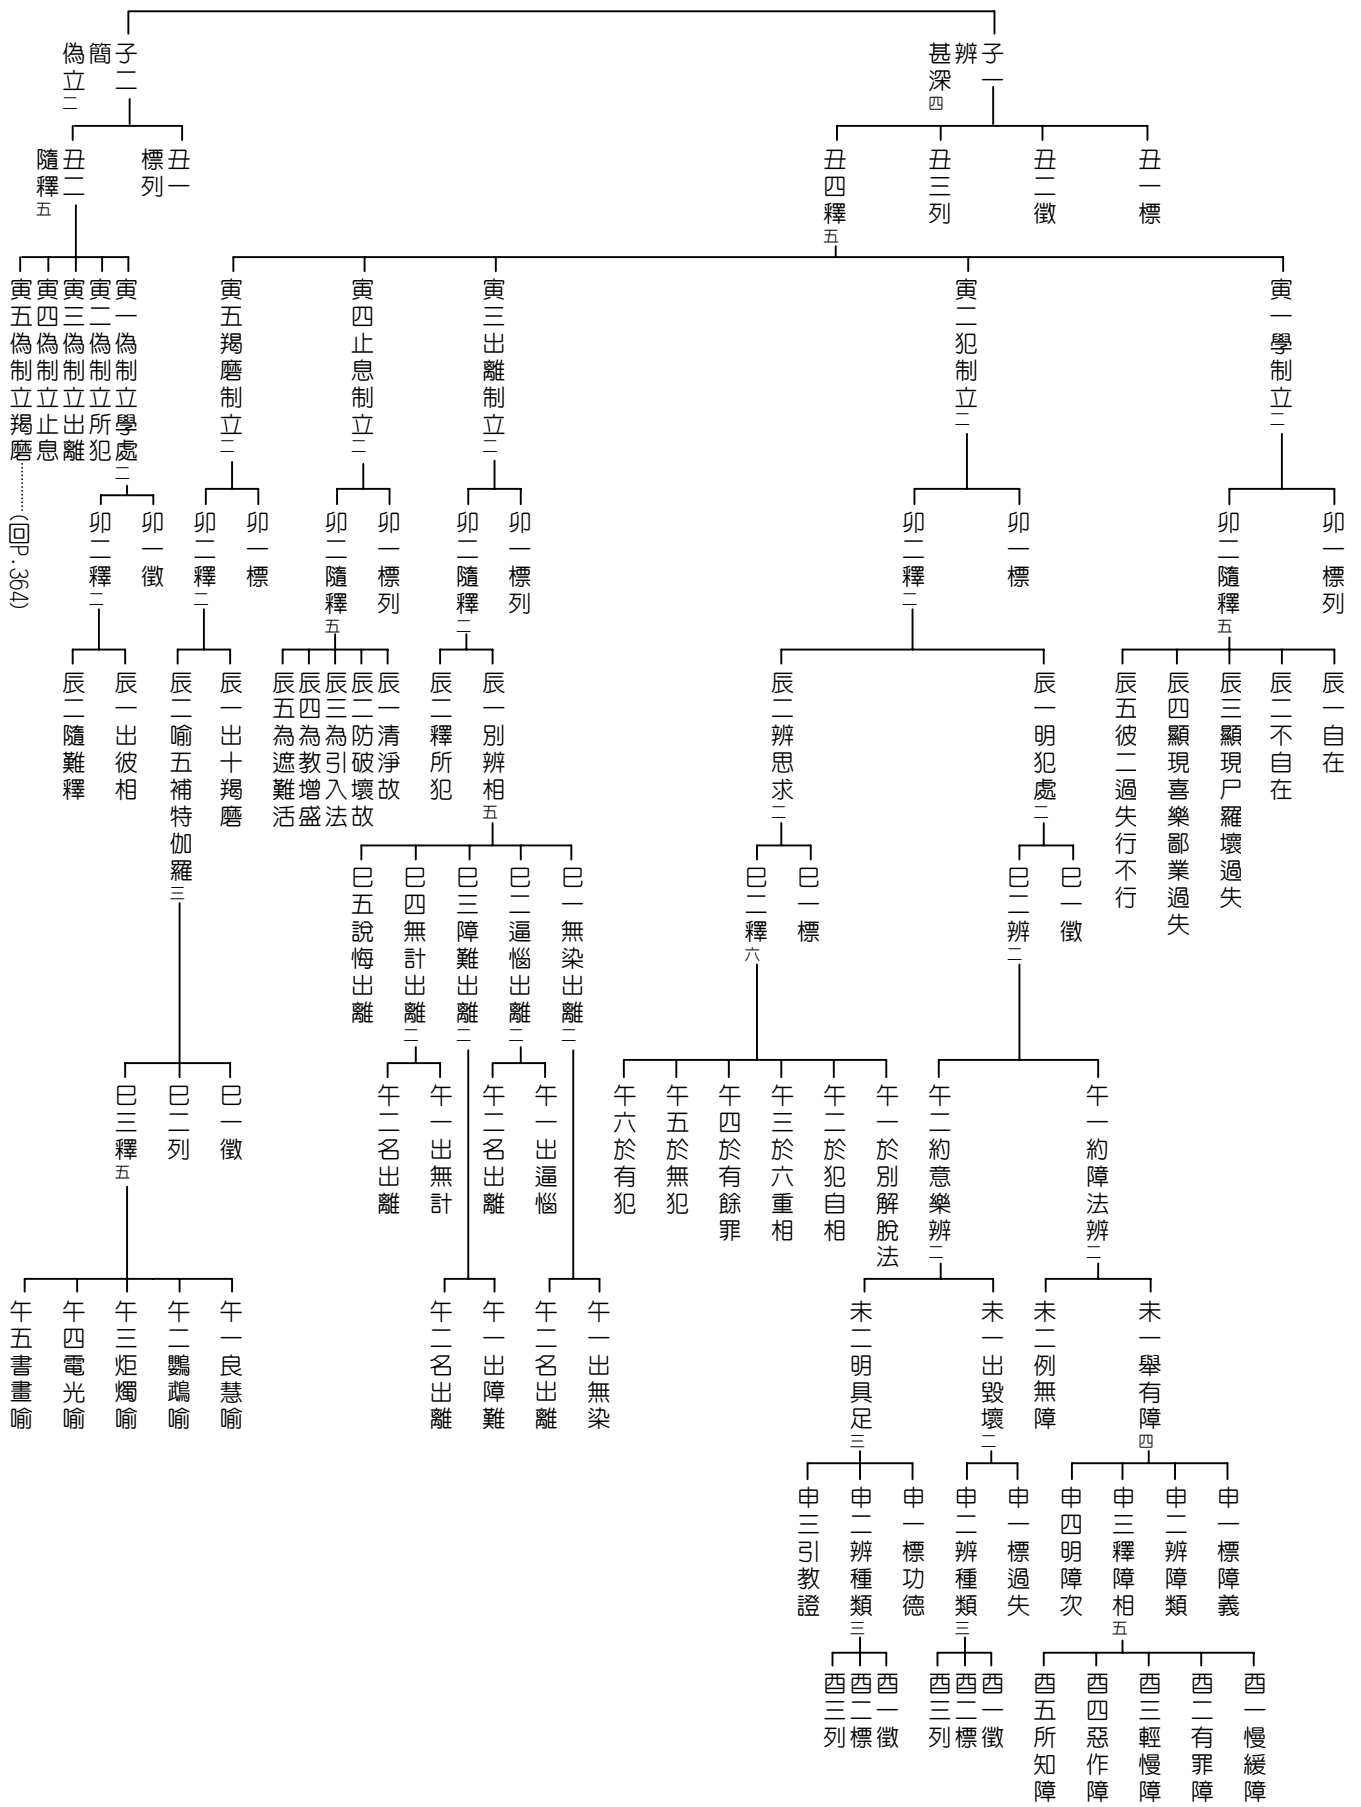 子一辨甚深四
子二簡偽立二
丑一標
丑二徵
丑三列
丑四釋五
丑一標列
丑二隨釋五
寅一學制立二
寅二犯制立二
寅三出離制立二
寅四止息制立二
寅五羯磨制立二
寅一偽制立學處二
寅二偽制立所犯
寅三偽制立出離
寅四偽制立止息
寅五偽制立羯磨………(回P.364)
卯一標列
卯二隨釋五
卯一標
卯二釋二
卯一標列
卯二隨釋二
卯一標列
卯二隨釋五
卯一標
卯二釋二
卯一徵
卯二釋二
辰一自在
辰二不自在
辰三顯現尸羅壞過失
辰四顯現喜樂鄙業過失
辰五彼二過失行不行
辰一明犯處二
辰二辨思求二
辰一別辨相五
辰二釋所犯
辰一清淨故
辰二防破壞故
辰三為引入法
辰四為教增盛
辰五為遮難活
辰一出十羯磨
辰二喻五補特伽羅三
辰一出彼相
辰二隨難釋
巳一徵
巳二辨二
巳一標
巳二釋六
巳一無染出離二
巳二逼惱出離二
巳三障難出離二
巳四無計出離二
巳五說悔出離
巳一徵
巳二列
巳三釋五
午一約障法辨二
午二約意樂辨二
午一於別解脫法
午二於犯自相
午三於六重相
午四於有餘罪
午五於無犯
午六於有犯
午一出逼惱
午二名出離
午一出無計
午二名出離
午一出無染
午二名出離
午一出障難
午二名出離
午一良慧喻
午二鸚鵡喻
午三炬燭喻
午四電光喻
午五書畫喻
未一舉有障四
未二例無障
未一出毀壞二
未二明具足三
申一標障義
申二辨障類
申三釋障相五
申四明障次
申一標過失
申二辨種類三
申一標功德
申二辨種類三
申三引教證
酉一慢緩障
酉二有罪障
酉三輕慢障
酉四惡作障
酉五所知障
酉一徵
酉二標
酉三列
酉一徵
酉二標
酉三列